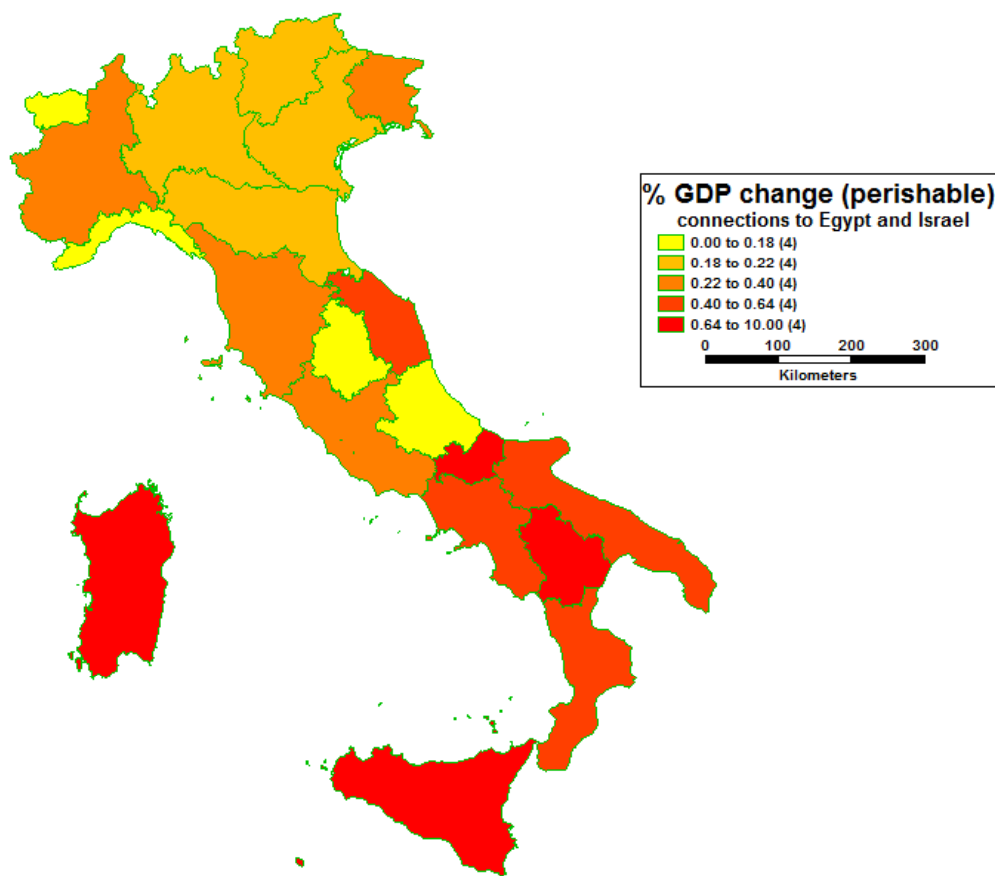 % GDP change (perishable)
connections to Egypt and Israel
0.00 to 0.18 (4)
0.18 to 0.22 (4)
0.22 to 0.40 (4)
0.40 to 0.64 (4)
0.64 to 10.00 (4)
0 100 200 300
Kilometers